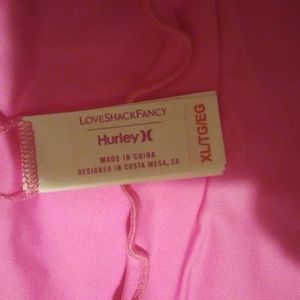 LOVESHACKFANCY
Hurley )(
MADE IN CHINA
DESIGNED IN COSTA MESA, CA
XL/TG/EG